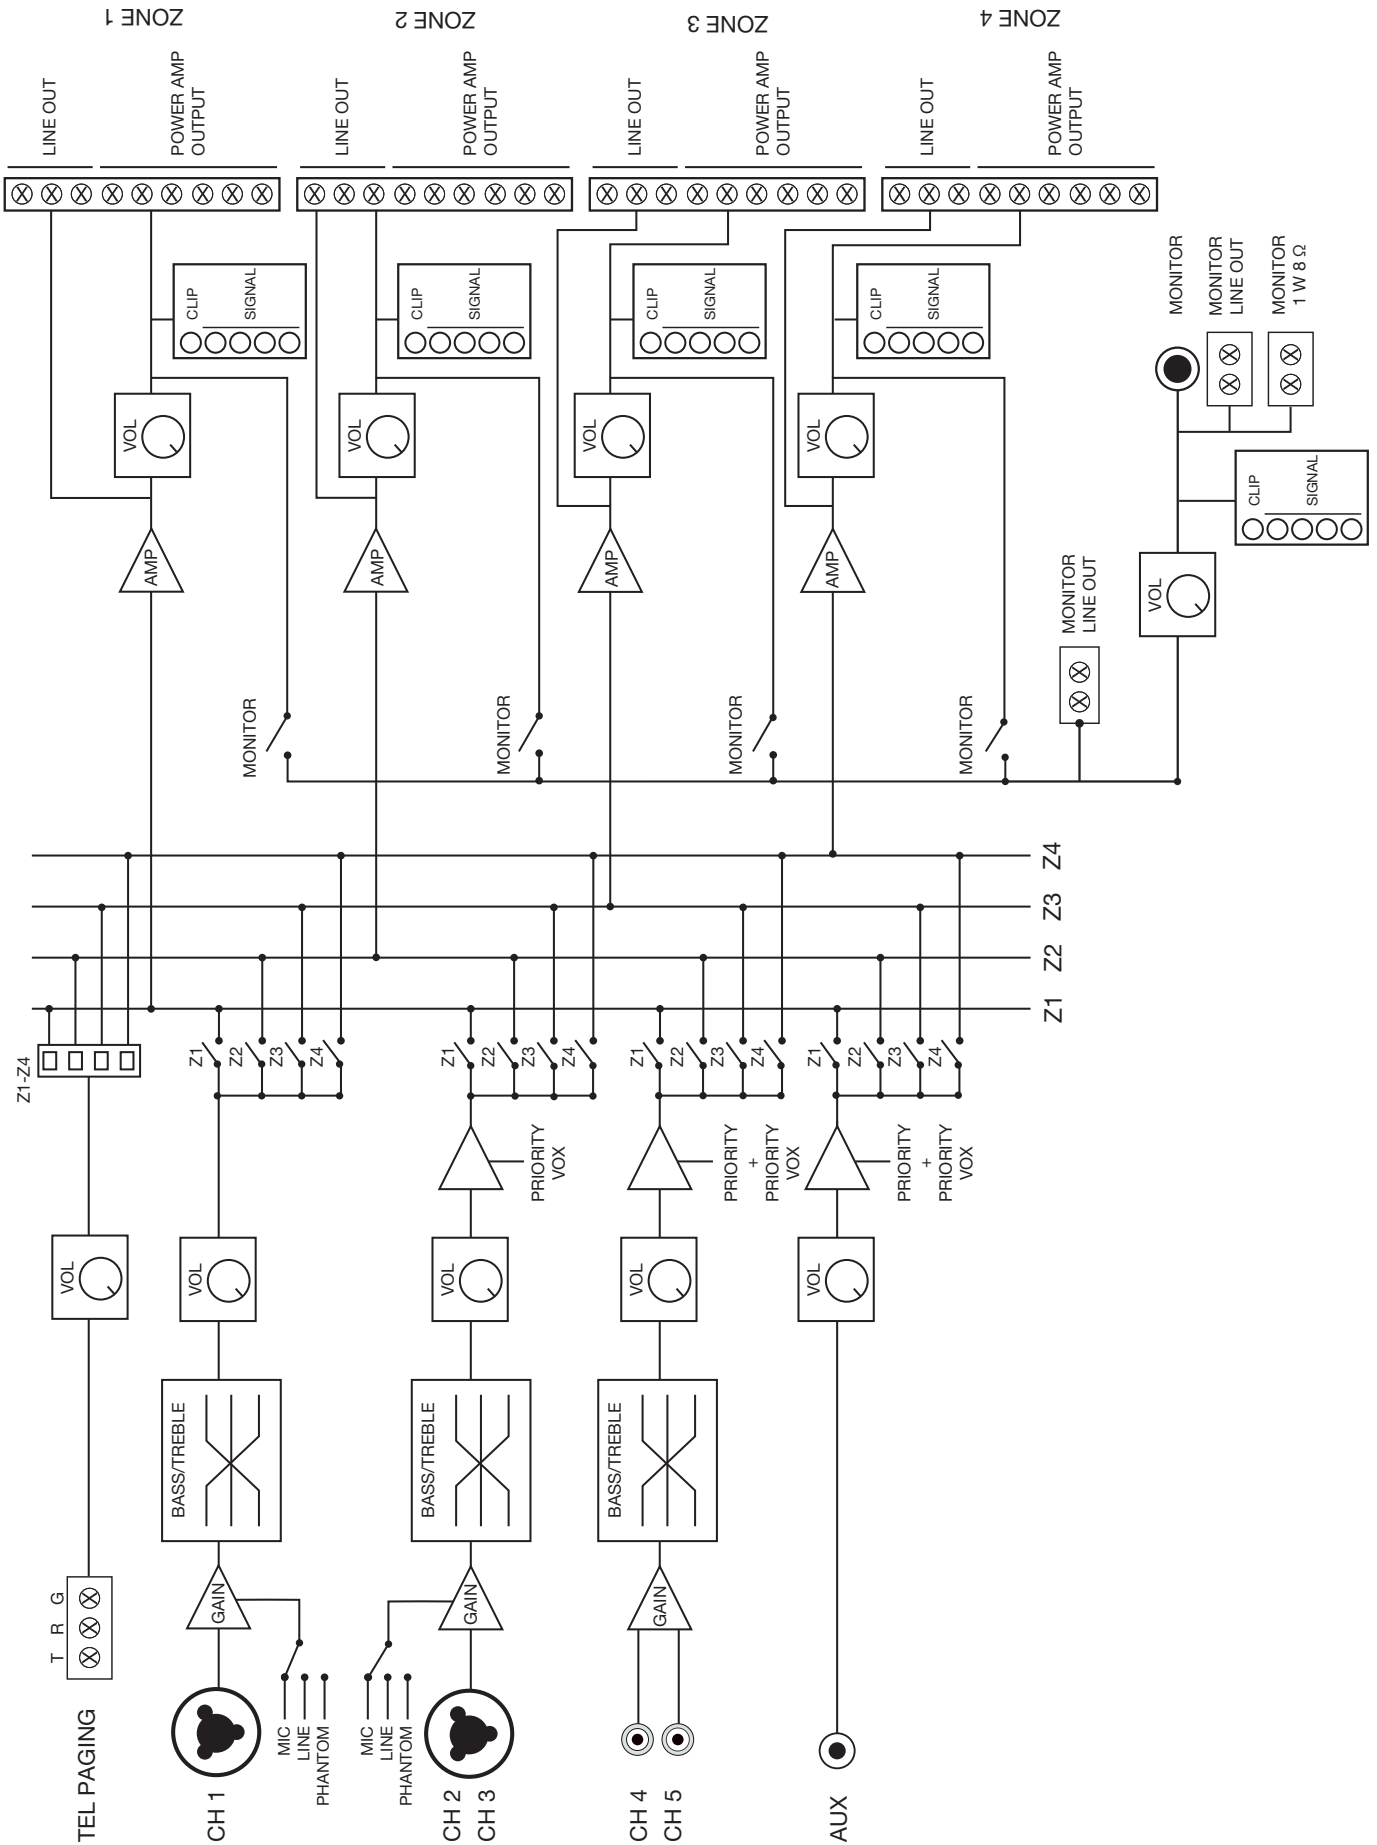 ZONE 1
ZONE 2
ZONE 3
ZONE 4
LINE OUT
POWER AMP
OUTPUT
LINE OUT
POWER AMP
OUTPUT
LINE OUT
POWER AMP
OUTPUT
LINE OUT
POWER AMP
OUTPUT
CLIP
SIGNAL
CLIP
SIGNAL
CLIP
SIGNAL
CLIP
SIGNAL
MONITOR
MONITOR
LINE OUT
MONITOR
1 W 8 Ω
VOL
VOL
VOL
VOL
CLIP
SIGNAL
AMP
AMP
AMP
AMP
MONITOR
LINE OUT
VOL
MONITOR
MONITOR
MONITOR
MONITOR
Z4
Z3
Z2
Z1
Z1-Z4
Z1
Z2
Z3
Z4
Z1
Z2
Z3
Z4
Z1
Z2
Z3
Z4
Z1
Z2
Z3
Z4
PRIORITY
VOX
PRIORITY
+
PRIORITY
VOX
PRIORITY
+
PRIORITY
VOX
VOL
VOL
VOL
VOL
VOL
BASS/TREBLE
BASS/TREBLE
BASS/TREBLE
T R G
GAIN
GAIN
GAIN
MIC
LINE
PHANTOM
MIC
LINE
PHANTOM
TEL PAGING
CH 1
CH 2
CH 3
CH 4
CH 5
AUX